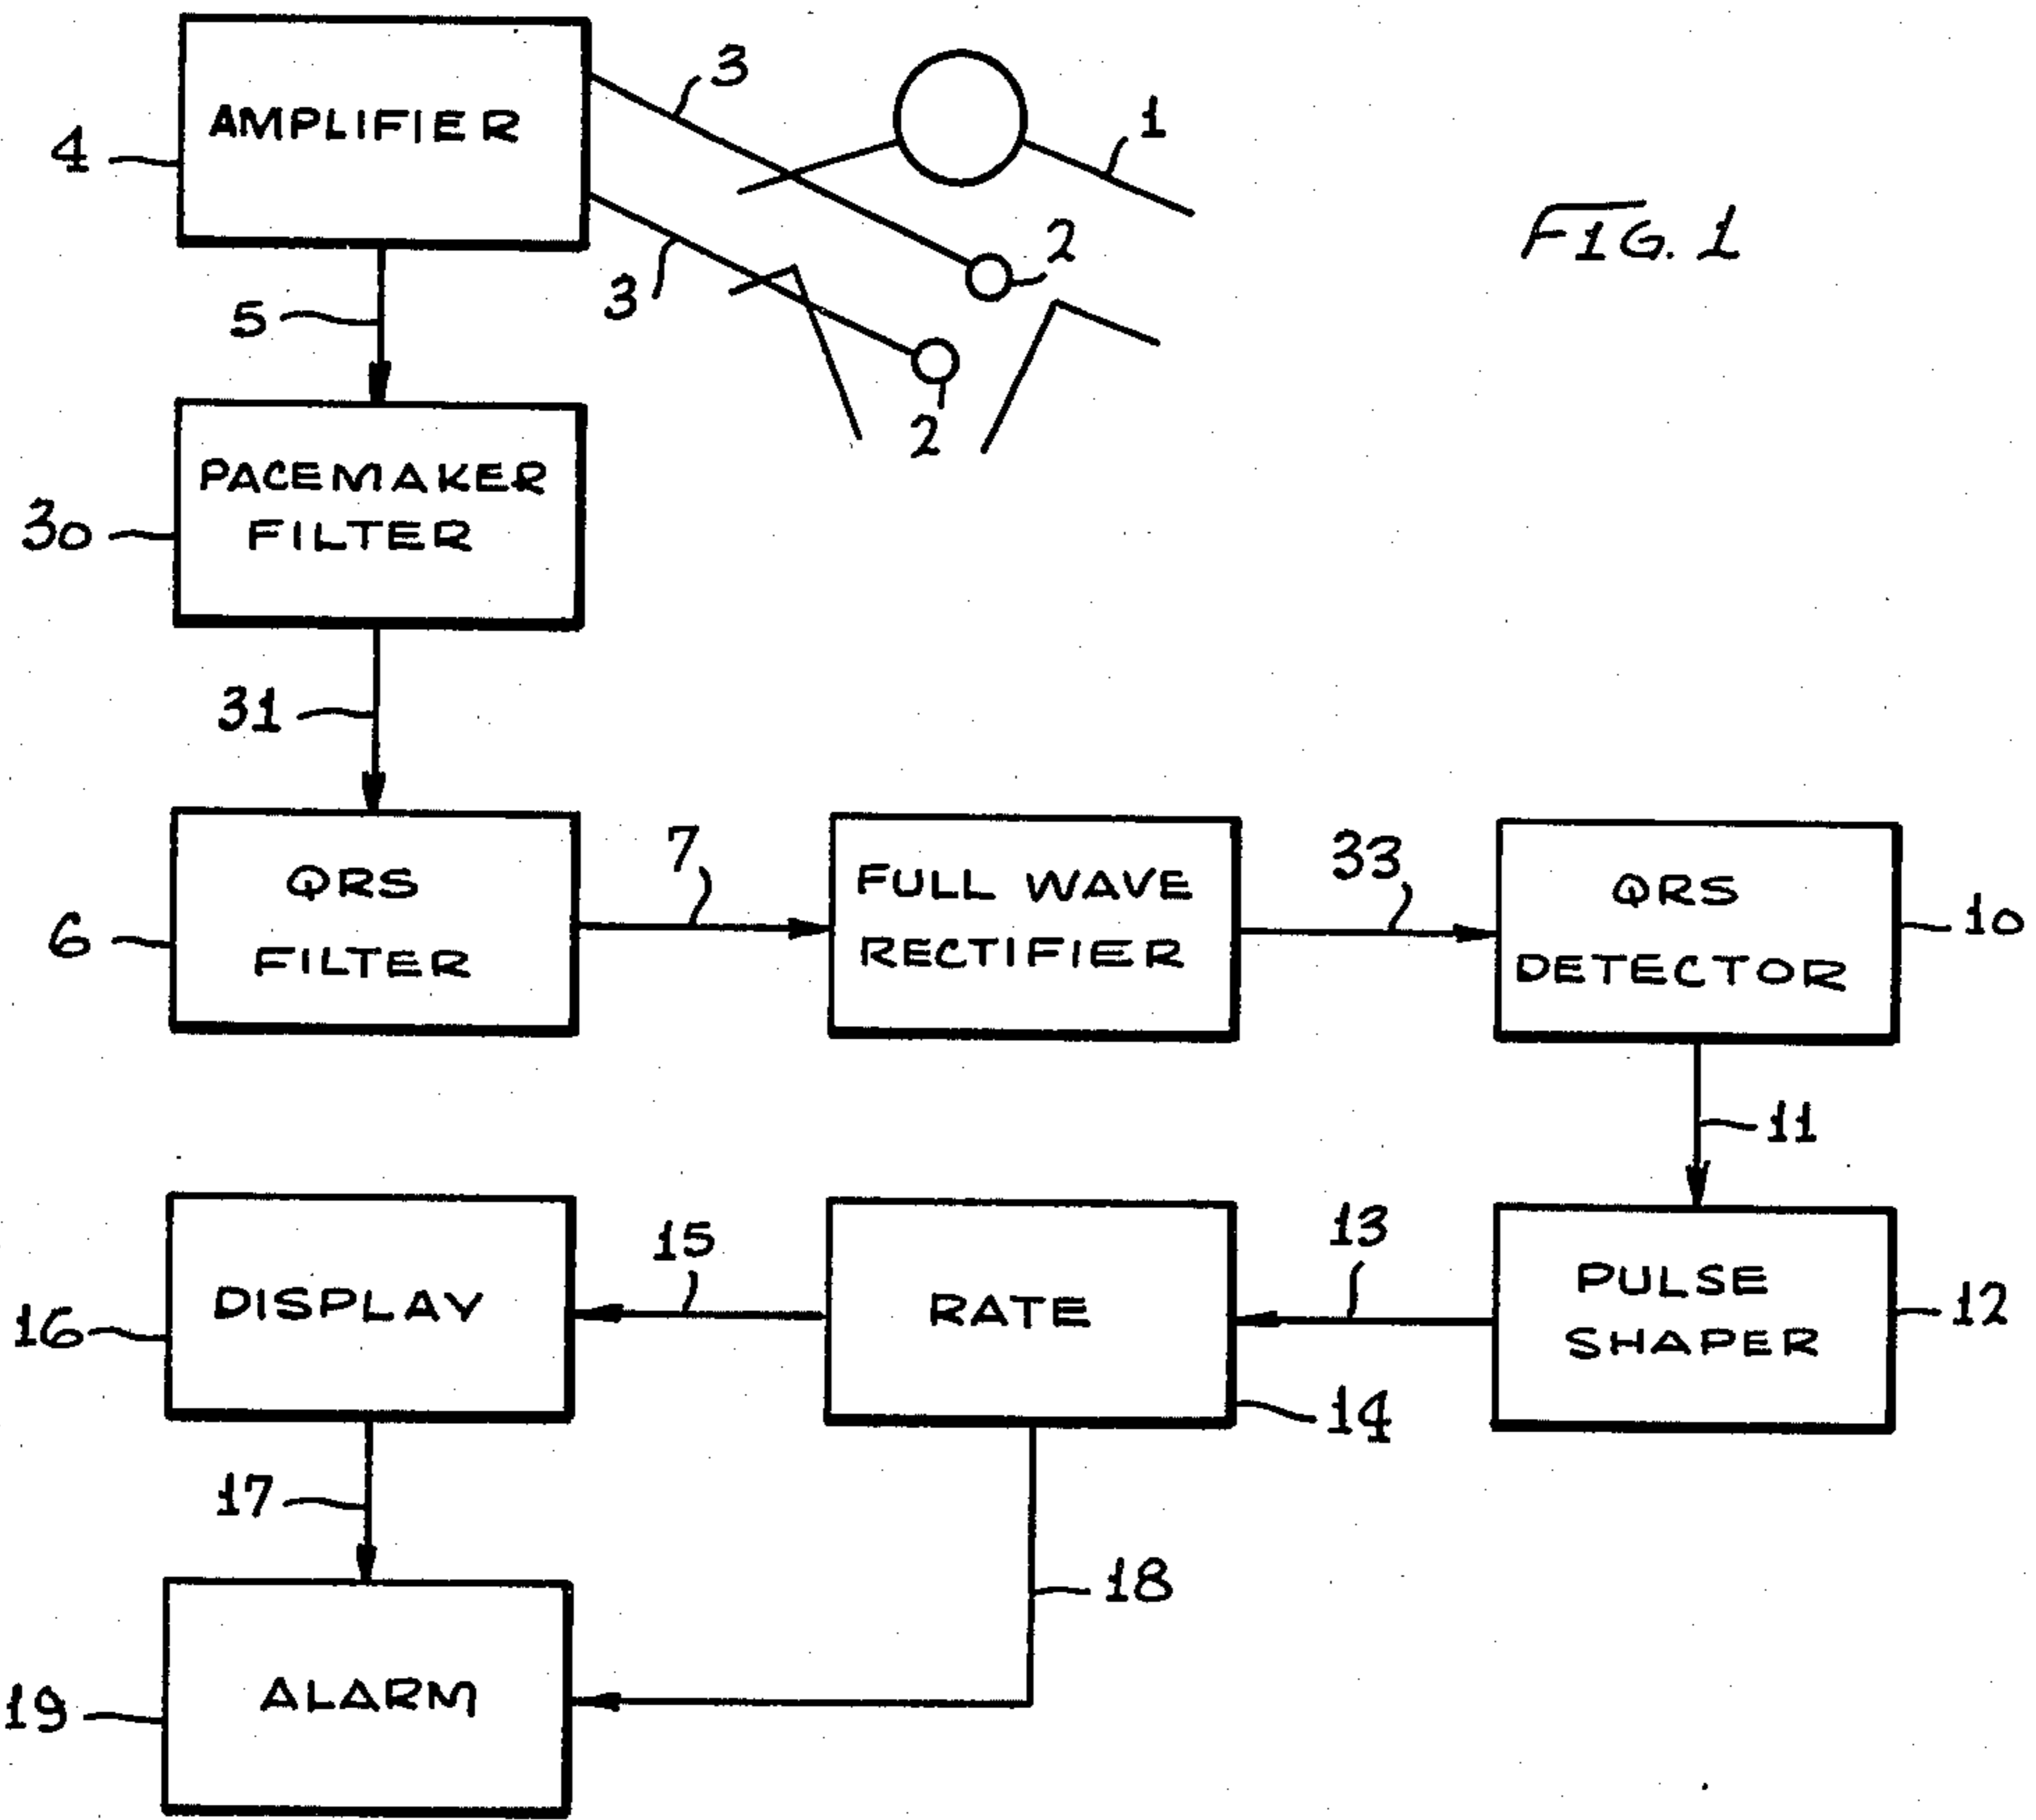 AMPLIFIER
4
3
3
1
2
2
FIG. 1
5
PACEMAKER
FILTER
30
31
QRS
FILTER
6
7
FULL WAVE
RECTIFIER
33
QRS
DETECTOR
10
11
PULSE
SHAPER
12
13
RATE
14
15
DISPLAY
16
17
18
ALARM
19